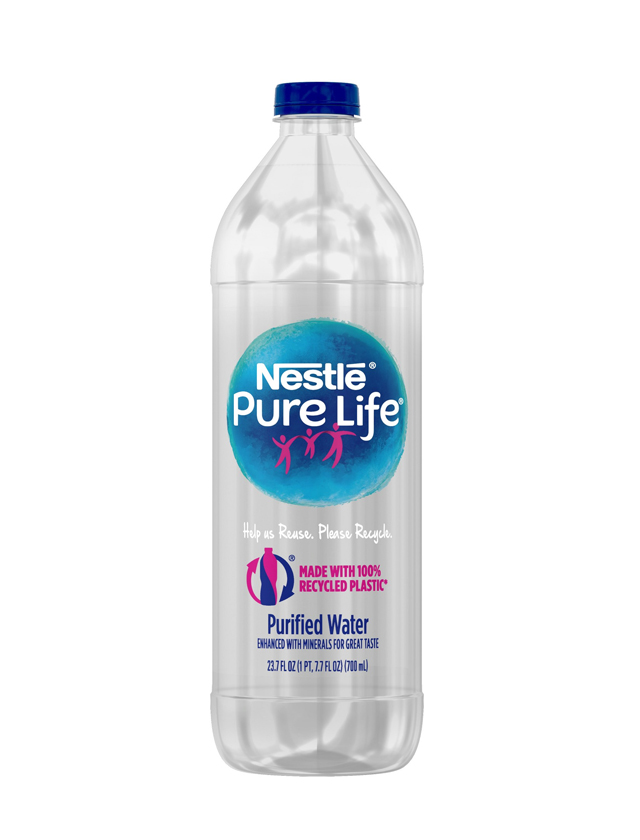 Nestlé®
Pure Life®
Help us Reuse. Please Recycle.
®
MADE WITH 100%
RECYCLED PLASTIC*
Purified Water
ENHANCED WITH MINERALS FOR GREAT TASTE
23.7 FL OZ (1 PT, 7.7 FL OZ) (700 mL)